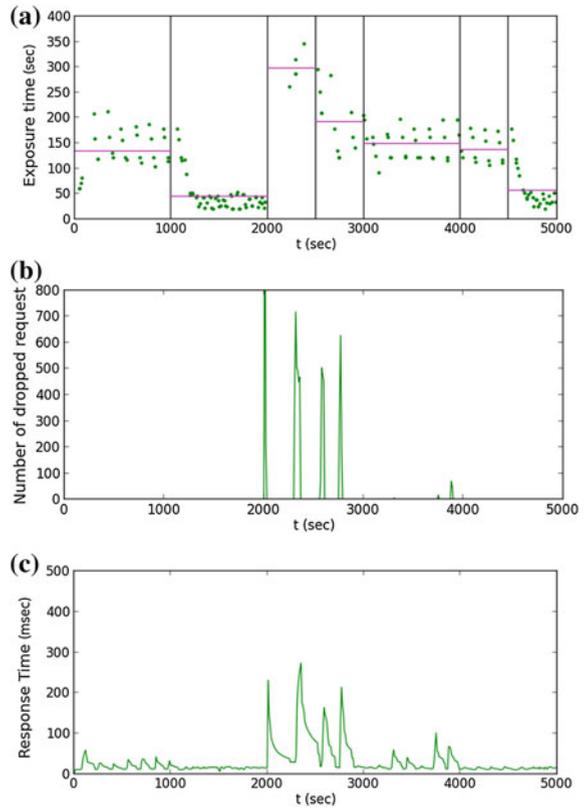 (a)
Exposure time (sec)
400
350
300
250
200
150
100
50
0
0 1000 2000 3000 4000 5000
t (sec)
(b)
Number of dropped request
800
700
600
500
400
300
200
100
0
0 1000 2000 3000 4000 5000
t (sec)
(c)
Response Time (msec)
500
400
300
200
100
0
0 1000 2000 3000 4000 5000
t (sec)